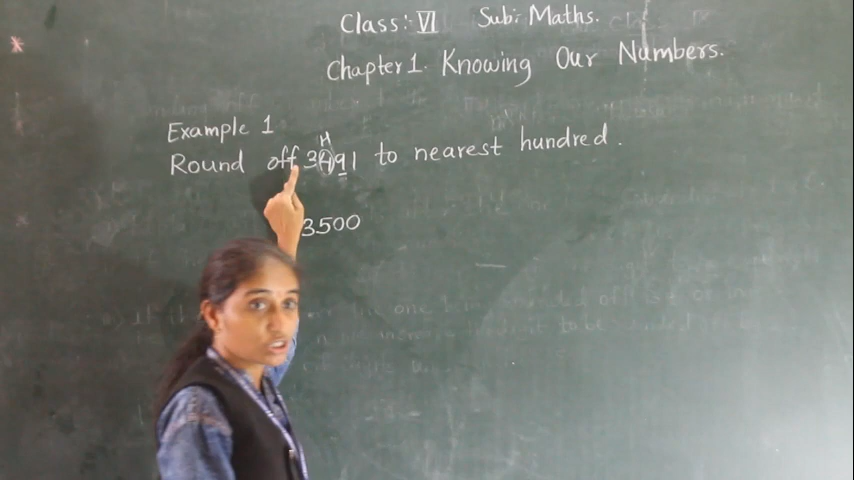 Class: VI Sub: Maths.
Chapter 1. Knowing Our Numbers.
Example 1
H
Round off 3491 to nearest hundred.
3500